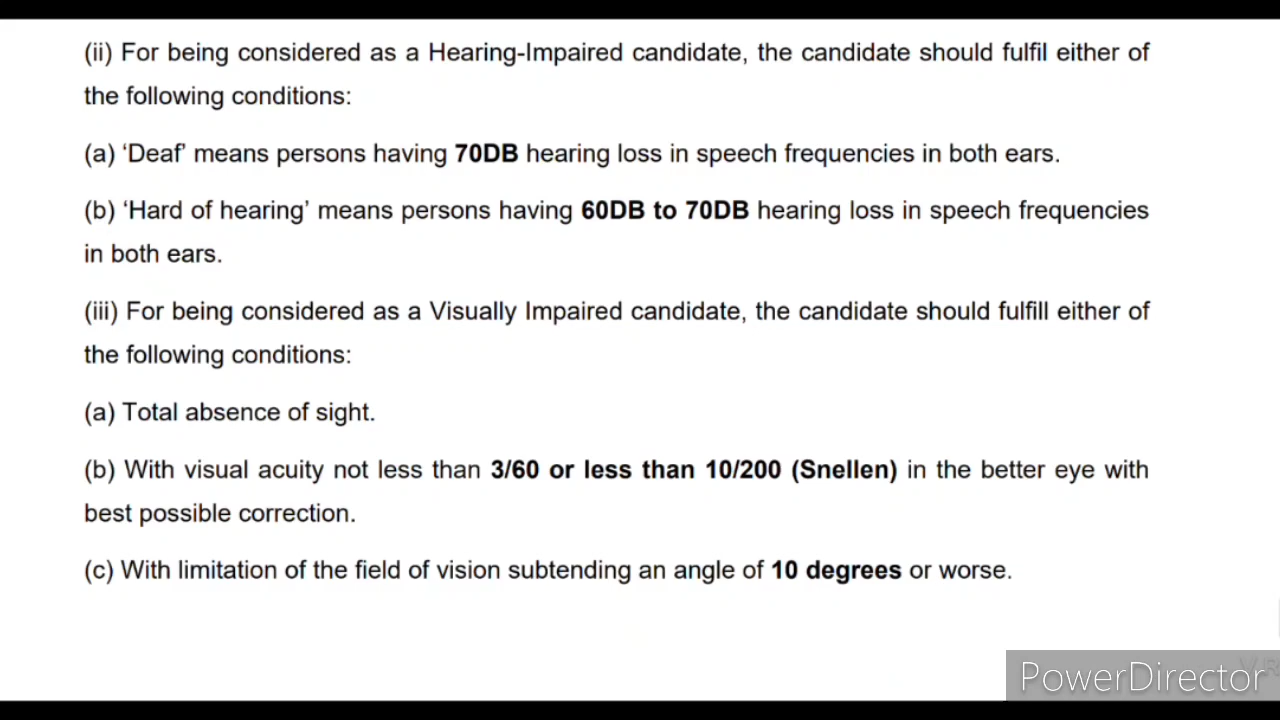 (ii) For being considered as a Hearing-Impaired candidate, the candidate should fulfil either of
the following conditions:
(a) ‘Deaf’ means persons having 70DB hearing loss in speech frequencies in both ears.
(b) ‘Hard of hearing’ means persons having 60DB to 70DB hearing loss in speech frequencies
in both ears.
(iii) For being considered as a Visually Impaired candidate, the candidate should fulfill either of
the following conditions:
(a) Total absence of sight.
(b) With visual acuity not less than 3/60 or less than 10/200 (Snellen) in the better eye with
best possible correction.
(c) With limitation of the field of vision subtending an angle of 10 degrees or worse.
PowerDirector